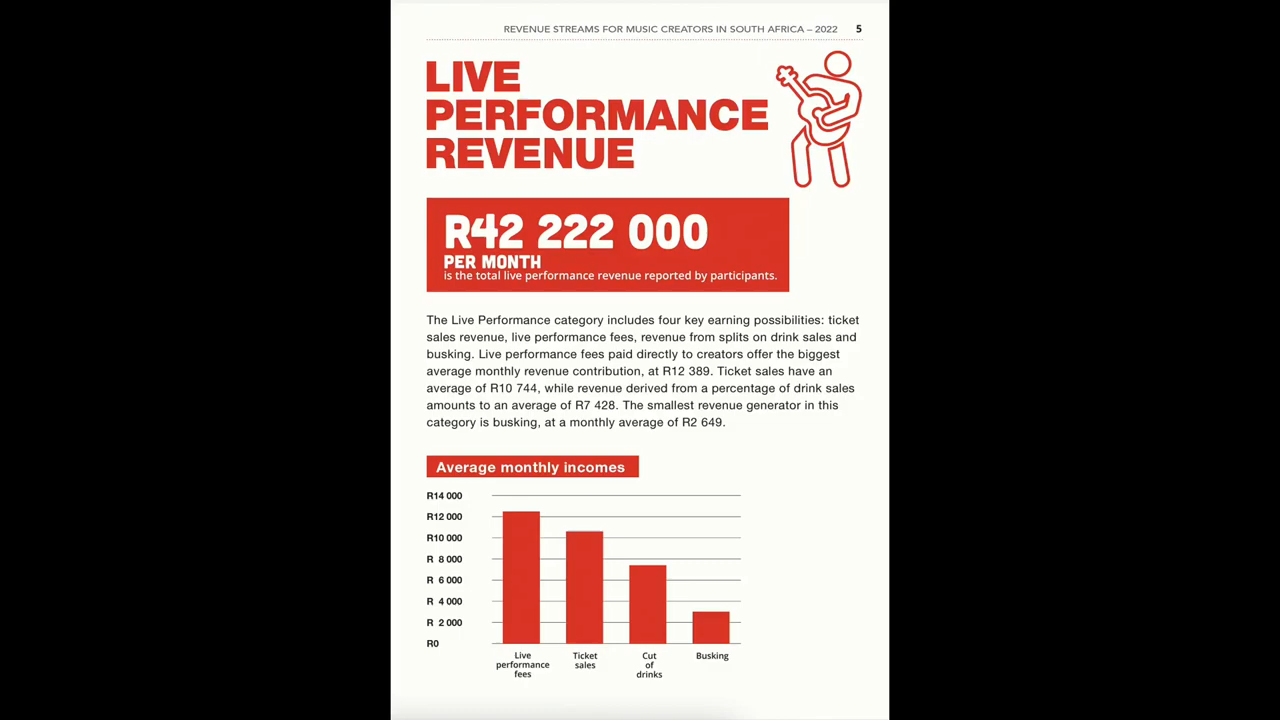 REVENUE STREAMS FOR MUSIC CREATORS IN SOUTH AFRICA – 2022 5
LIVE
PERFORMANCE
REVENUE
R42 222 000
PER MONTH
is the total live performance revenue reported by participants.
The Live Performance category includes four key earning possibilities: ticket
sales revenue, live performance fees, revenue from splits on drink sales and
busking. Live performance fees paid directly to creators offer the biggest
average monthly revenue contribution, at R12 389. Ticket sales have an
average of R10 744, while revenue derived from a percentage of drink sales
amounts to an average of R7 428. The smallest revenue generator in this
category is busking, at a monthly average of R2 649.
Average monthly incomes
R14 000
R12 000
R10 000
R 8 000
R 6 000
R 4 000
R 2 000
R0
Live
performance
fees
Ticket
sales
Cut
of
drinks
Busking